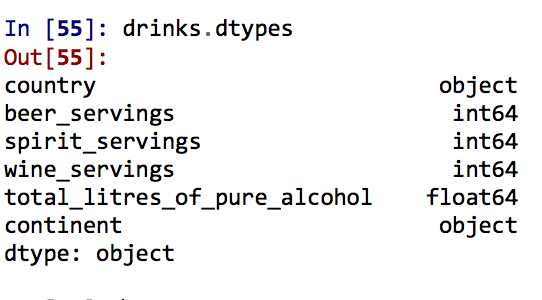 In [55]: drinks.dtypes
Out[55]:
country object
beer_servings int64
spirit_servings int64
wine_servings int64
total_litres_of_pure_alcohol float64
continent object
dtype: object